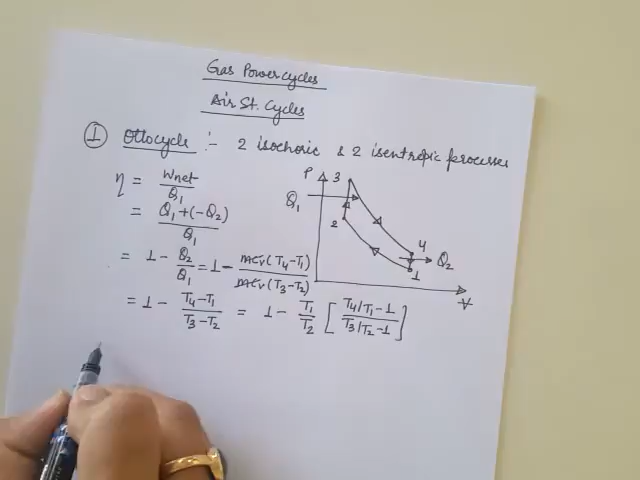 Gas Power cycles
Air St. Cycles
① Ottocycle :- 2 isochoric & 2 isentropic processes
η = Wnet/Q₁
= Q₁+(-Q₂)/Q₁
= 1 - Q₂/Q₁ = 1 - mCv(T₄-T₁)/mCv(T₃-T₂)
= 1 - T₄-T₁/T₃-T₂ = 1 - T₁/T₂ [T₄/T₁-1/T₃/T₂-1]
P 3
Q₁
2
4
Q₂
1
V